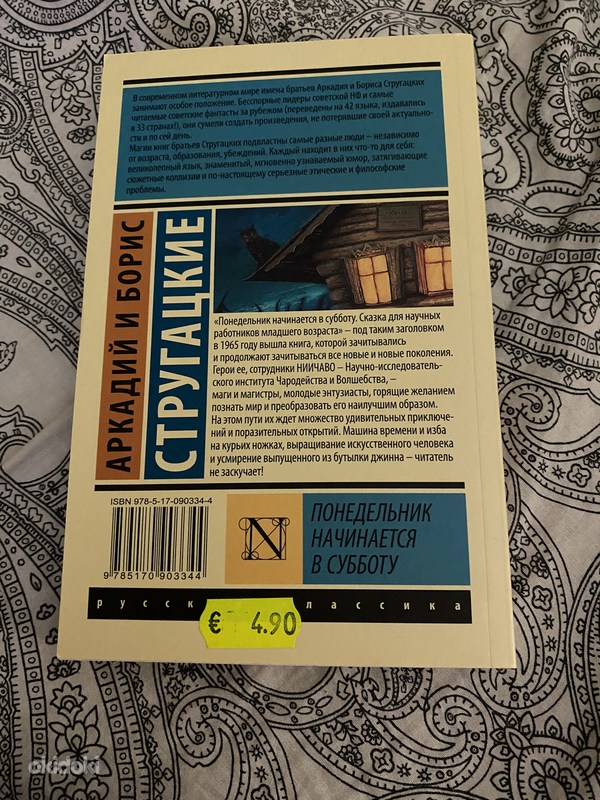 В современном литературном мире имена братьев Аркадия и Бориса Стругацких
занимают особое положение. Бесспорные лидеры советской НФ и самые
читаемые советские фантасты за рубежом (переведены на 42 языка, издавались
в 33 странах!), они сумели создать произведения, не потерявшие своей актуально-
сти и по сей день.
Магии книг братьев Стругацких подвластны самые разные люди – независимо
от возраста, образования, убеждений. Каждый находит в них что-то для себя:
великолепный язык, знаменитый, мгновенно узнаваемый юмор, затягивающие
сюжетные коллизии и по-настоящему серьезные этические и философские
проблемы.
АРКАДИЙ И БОРИС
СТРУГАЦКИЕ
«Понедельник начинается в субботу. Сказка для научных
работников младшего возраста» – под таким заголовком
в 1965 году вышла книга, которой зачитывались
и продолжают зачитываться все новые и новые поколения.
Герои ее, сотрудники НИИЧАВО – Научно-исследователь-
ского института Чародейства и Волшебства, –
маги и магистры, молодые энтузиасты, горящие желанием
познать мир и преобразовать его наилучшим образом.
На этом пути их ждет множество удивительных приключе-
ний и поразительных открытий. Машина времени и изба
на курьих ножках, выращивание искусственного человека
и усмирение выпущенного из бутылки джинна – читатель
не заскучает!
ISBN 978-5-17-090334-4
9 785170 903344
N
ПОНЕДЕЛЬНИК
НАЧИНАЕТСЯ
В СУББОТУ
русск лассика
€ 4.90
okidoki